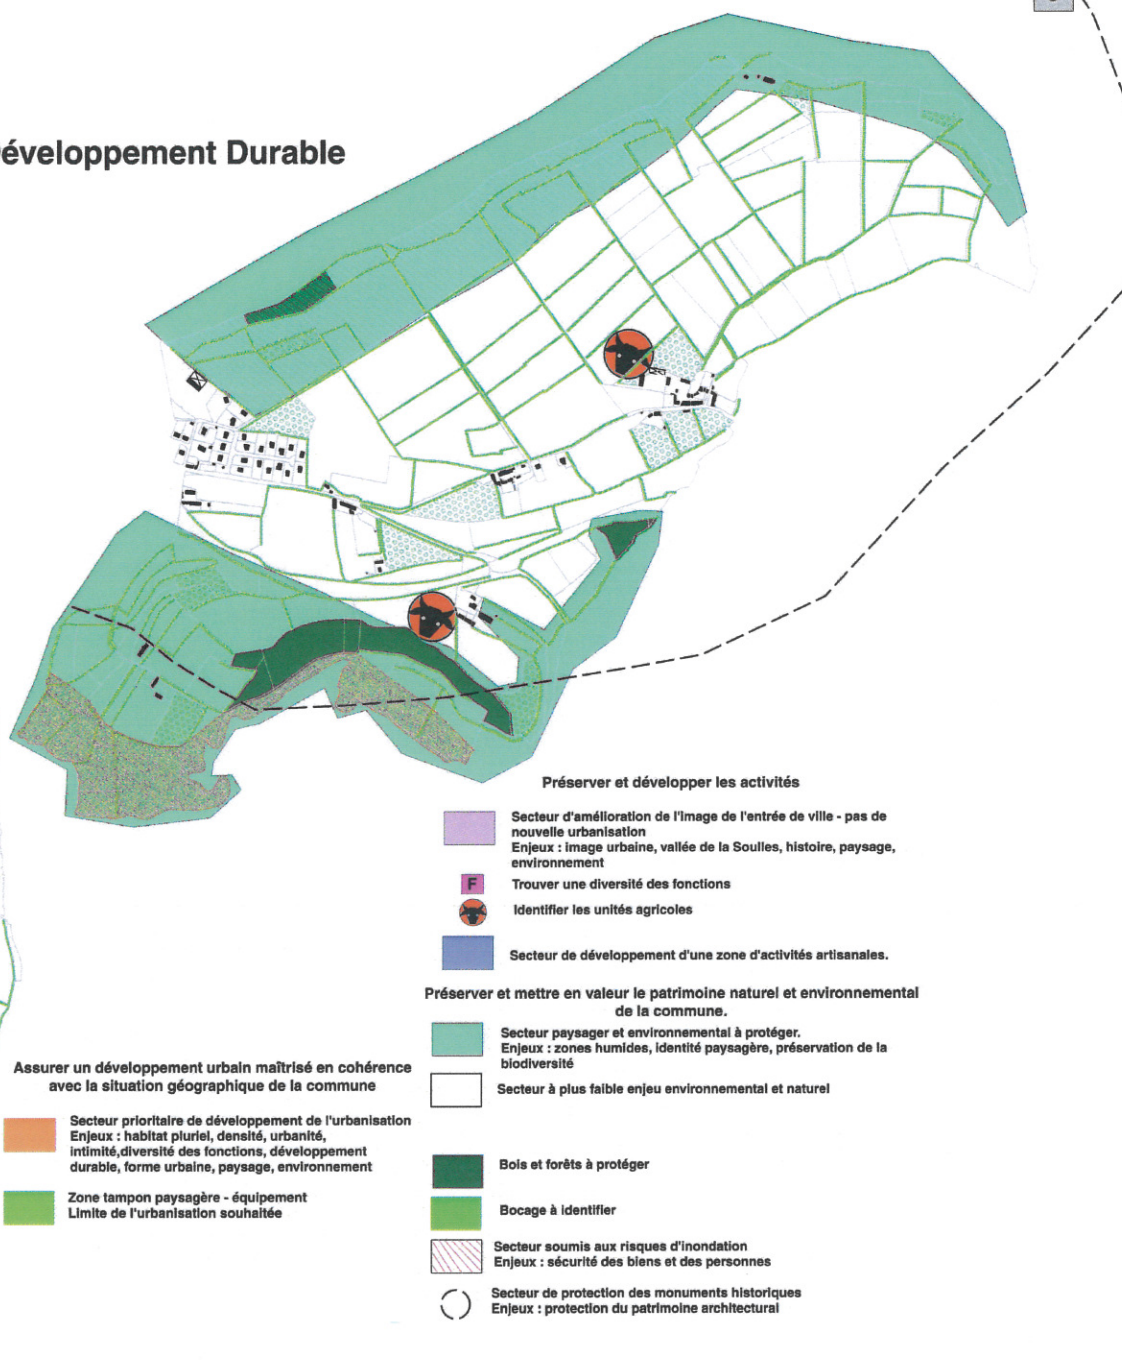 éveloppement Durable
Préserver et développer les activités
Secteur d'amélioration de l'image de l'entrée de ville - pas de
nouvelle urbanisation
Enjeux : image urbaine, vallée de la Soulles, histoire, paysage,
environnement
F
Trouver une diversité des fonctions
Identifier les unités agricoles
Secteur de développement d'une zone d'activités artisanales.
Préserver et mettre en valeur le patrimoine naturel et environnemental
de la commune.
Secteur paysager et environnemental à protéger.
Enjeux : zones humides, identité paysagère, préservation de la
biodiversité
Secteur à plus faible enjeu environnemental et naturel
Bois et forêts à protéger
Bocage à identifier
Secteur soumis aux risques d'inondation
Enjeux : sécurité des biens et des personnes
Secteur de protection des monuments historiques
Enjeux : protection du patrimoine architectural
Assurer un développement urbain maîtrisé en cohérence
avec la situation géographique de la commune
Secteur prioritaire de développement de l'urbanisation
Enjeux : habitat pluriel, densité, urbanité,
intimité,diversité des fonctions, développement
durable, forme urbaine, paysage, environnement
Zone tampon paysagère - équipement
Limite de l'urbanisation souhaitée